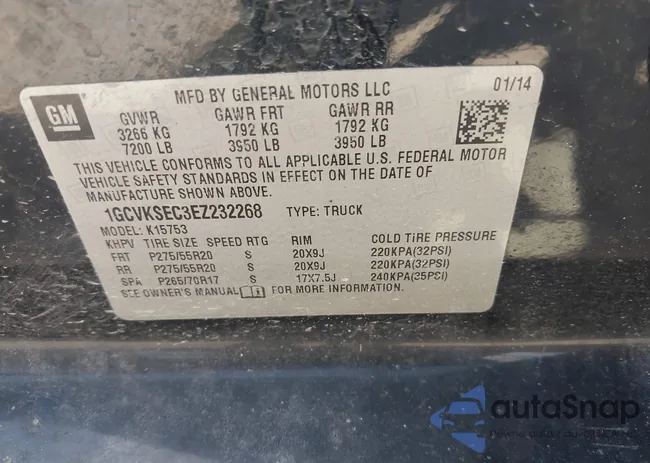 GM
MFD BY GENERAL MOTORS LLC 01/14
GVWR GAWR FRT GAWR RR
3266 KG 1792 KG 1792 KG
7200 LB 3950 LB 3950 LB
THIS VEHICLE CONFORMS TO ALL APPLICABLE U.S. FEDERAL MOTOR
VEHICLE SAFETY STANDARDS IN EFFECT ON THE DATE OF
MANUFACTURE SHOWN ABOVE.
1GCVKSEC3EZ232268 TYPE: TRUCK
MODEL: K15753
KHPV TIRE SIZE SPEED RTG RIM COLD TIRE PRESSURE
FRT P275/55R20 S 20X9J 220KPA(32PSI)
RR P275/55R20 S 20X9J 220KPA(32PSI)
SPA P265/70R17 S 17X7.5J 240KPA(35PSI)
SEE OWNER'S MANUAL FOR MORE INFORMATION.
autaSnap